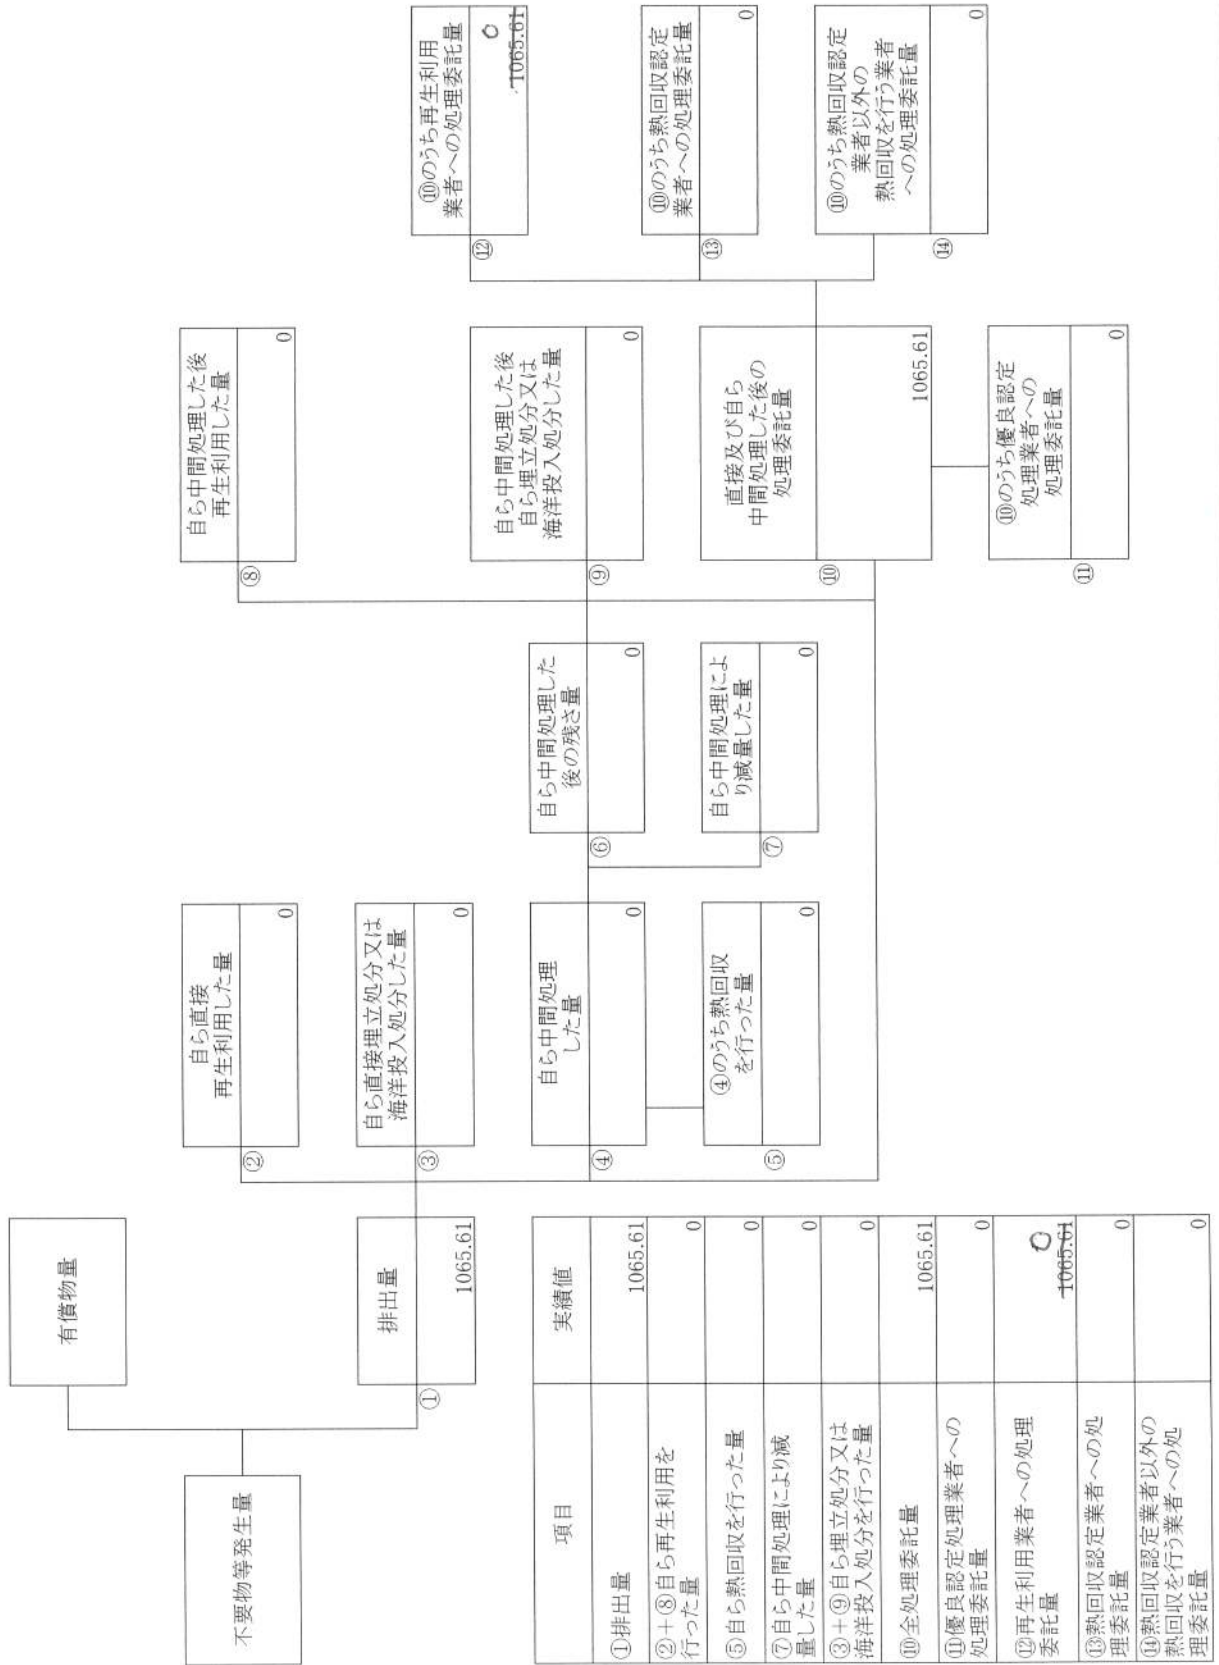 不要物等発生量
有償物量
①
排出量
1065.61
②
自ら直接
再生利用した量
0
③
自ら直接埋立処分又は
海洋投入処分した量
0
④
自ら中間処理
した量
0
⑤
④のうち熱回収
を行った量
0
⑥
自ら中間処理した
後の残さ量
0
⑦
自ら中間処理によ
り減量した量
0
⑧
自ら中間処理した後
再生利用した量
0
⑨
自ら中間処理した後
自ら埋立処分又は
海洋投入処分した量
0
⑩
直接及び自ら
中間処理した後の
処理委託量
1065.61
⑪
⑩のうち優良認定
処理業者への
処理委託量
0
⑫
⑩のうち再生利用
業者への処理委託量
0
1065.61
⑬
⑩のうち熱回収認定
業者への処理委託量
0
⑭
⑩のうち熱回収認定
業者以外の
熱回収を行う業者
への処理委託量
0
項目 実績値
①排出量 1065.61
②+⑧自ら再生利用を
行った量 0
⑤自ら熱回収を行った量 0
⑦自ら中間処理により減
量した量 0
③+⑨自ら埋立処分又は
海洋投入処分を行った量 0
⑩全処理委託量 1065.61
⑪優良認定処理業者への
処理委託量 0
⑫再生利用業者への処理
委託量 0
1065.61
⑬熱回収認定業者への処
理委託量 0
⑭熱回収認定業者以外の
熱回収を行う業者への処
理委託量 0